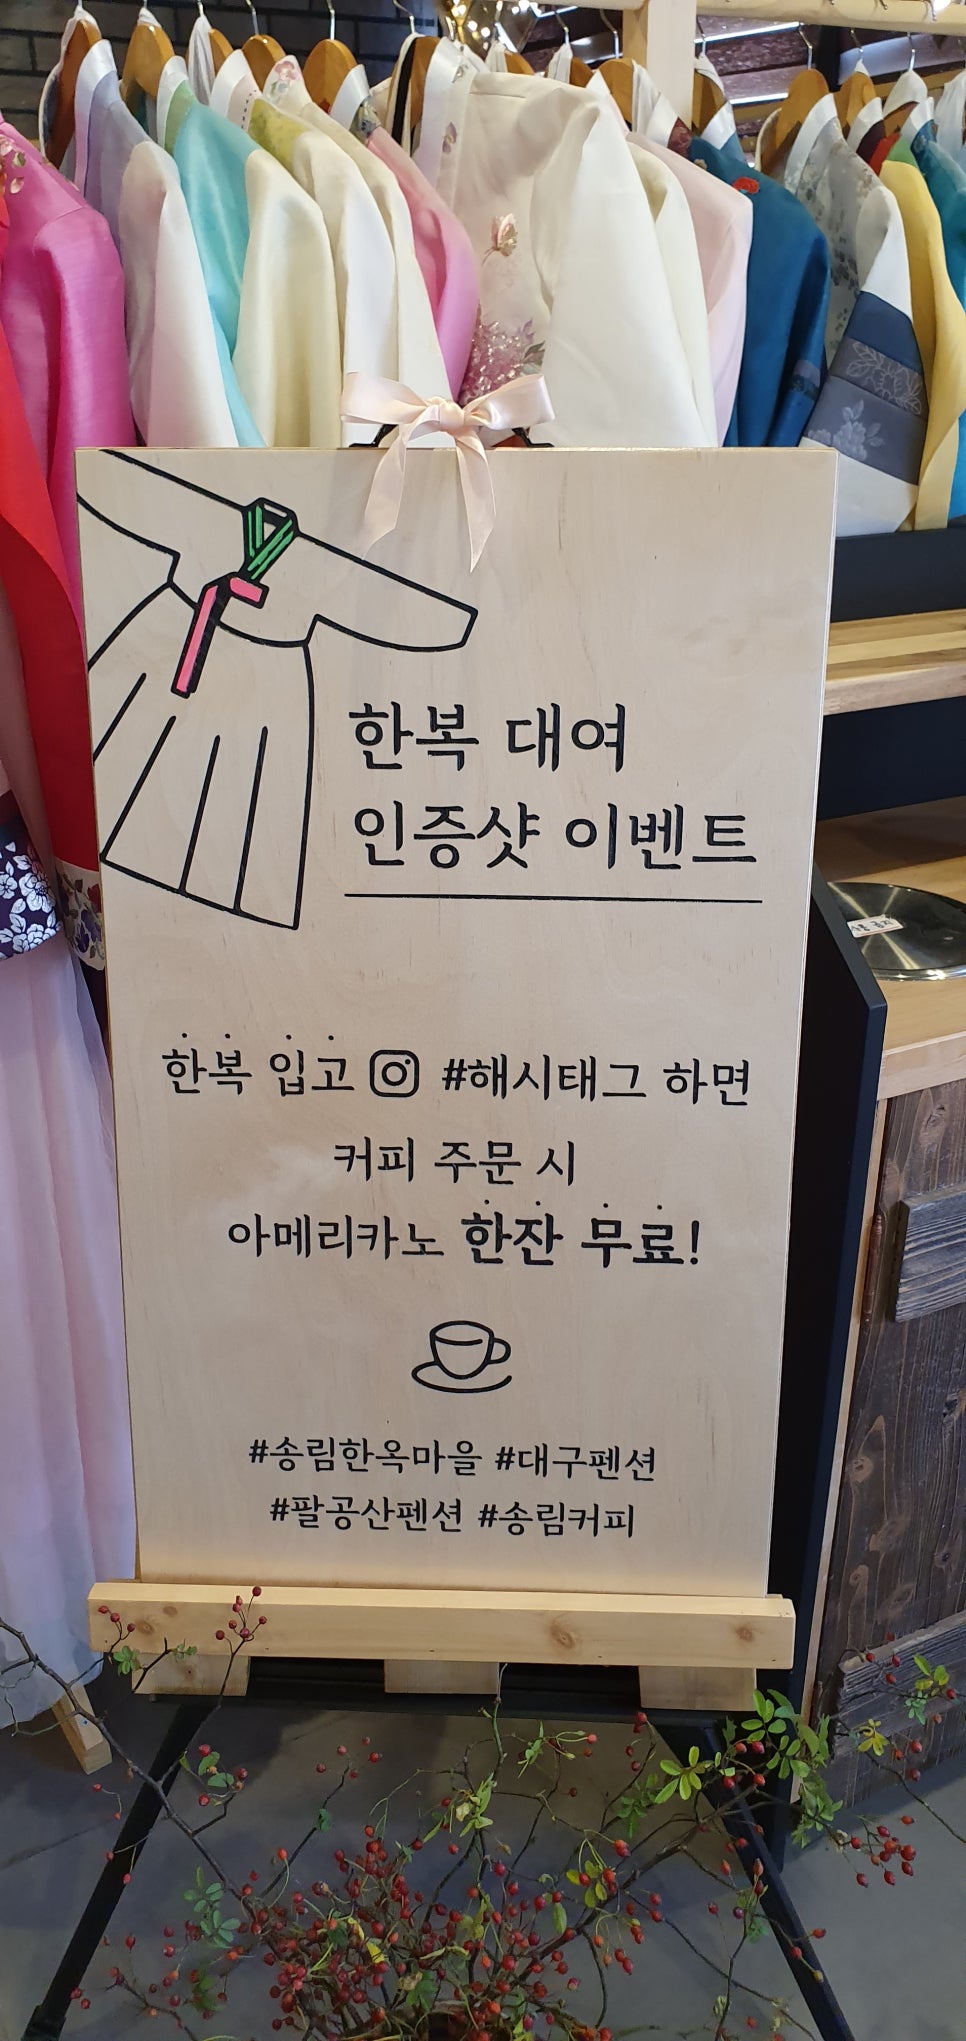 한복 대여
인증샷 이벤트
한복 입고 #해시태그 하면
커피 주문 시
아메리카노 한잔 무료!
#송림한옥마을 #대구펜션
#팔공산펜션 #송림커피